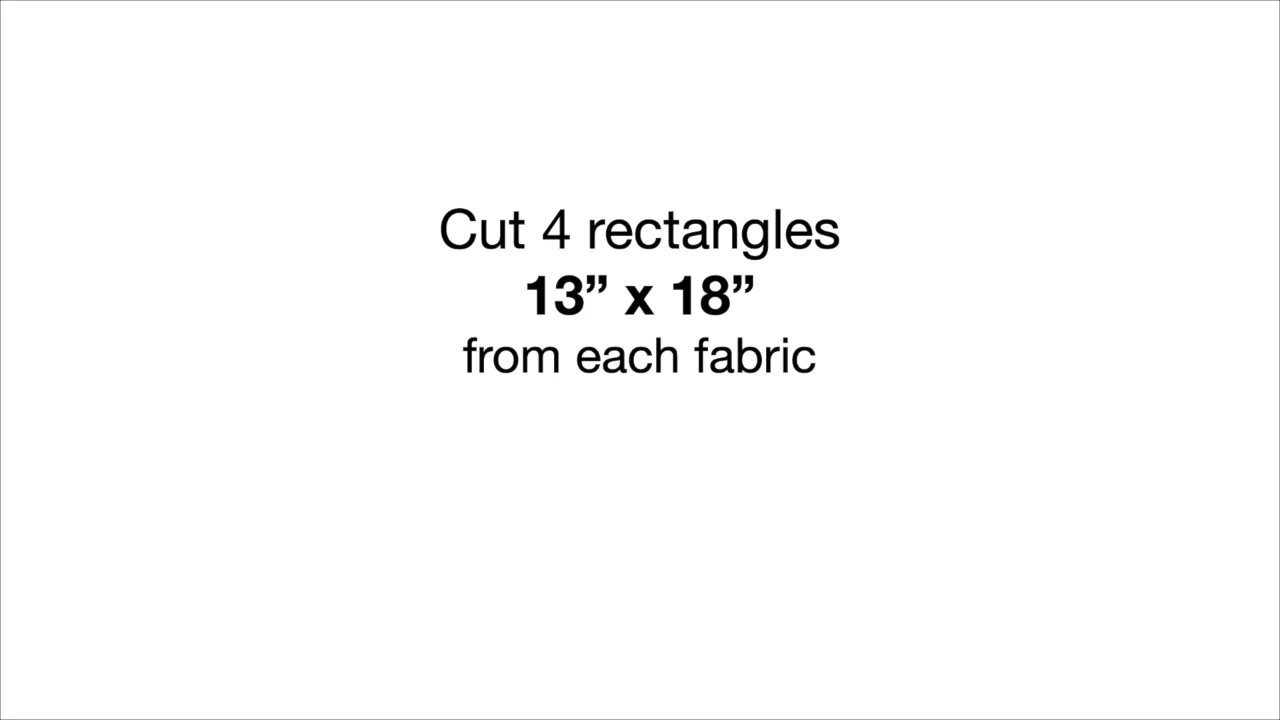 Cut 4 rectangles
13” x 18”
from each fabric